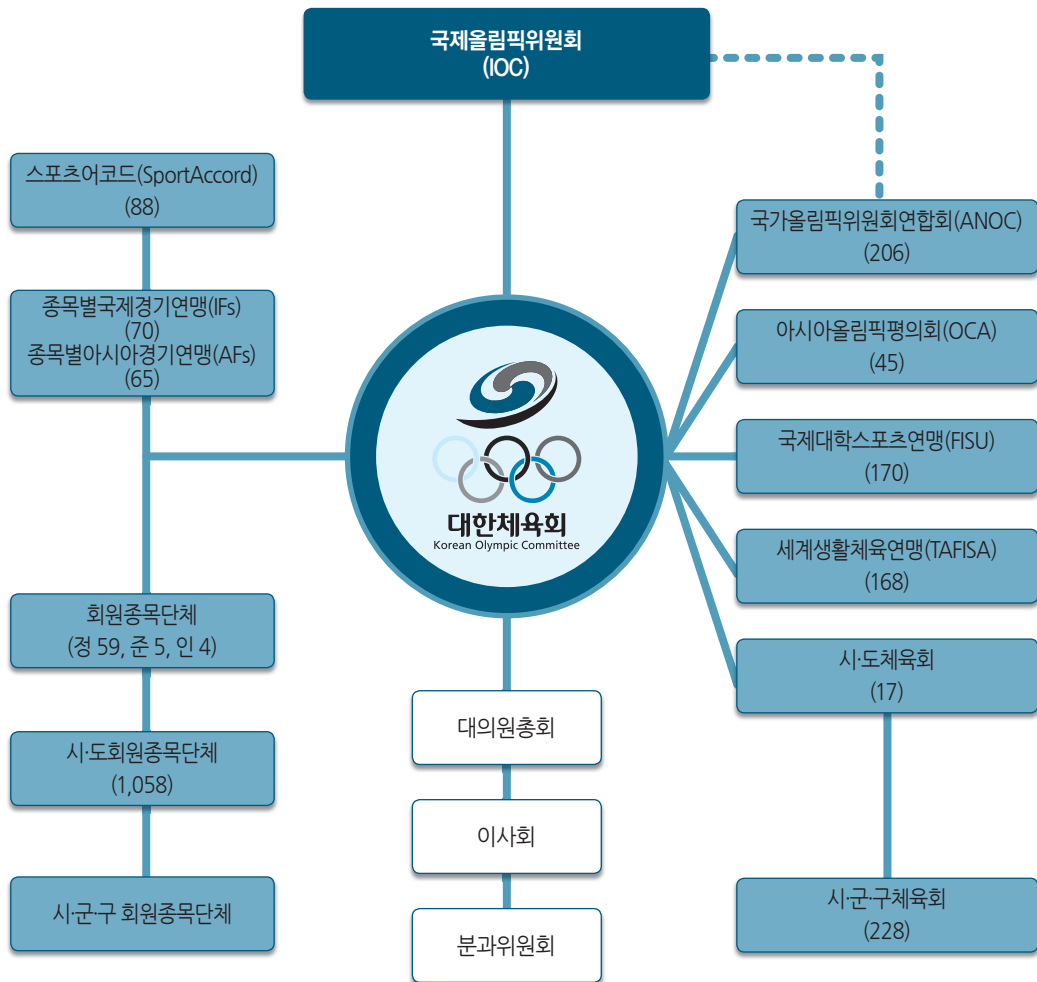 국제올림픽위원회
(IOC)
스포츠어코드(SportAccord)
(88)
종목별국제경기연맹(IFs)
(70)
종목별아시아경기연맹(AFs)
(65)
국가올림픽위원회연합회(ANOC)
(206)
아시아올림픽평의회(OCA)
(45)
국제대학스포츠연맹(FISU)
(170)
세계생활체육연맹(TAFISA)
(168)
대한체육회
Korean Olympic Committee
회원종목단체
(정 59, 준 5, 인 4)
시·도체육회
(17)
대의원총회
시·도회원종목단체
(1,058)
이사회
시·군·구 회원종목단체
분과위원회
시·군·구체육회
(228)